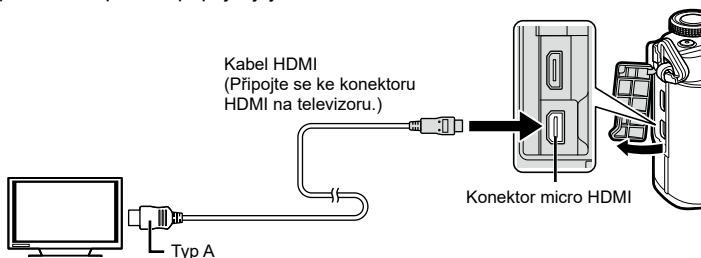 Kabel HDMI
(Připojte se ke konektoru
HDMI na televizoru.)
Konektor micro HDMI
Typ A